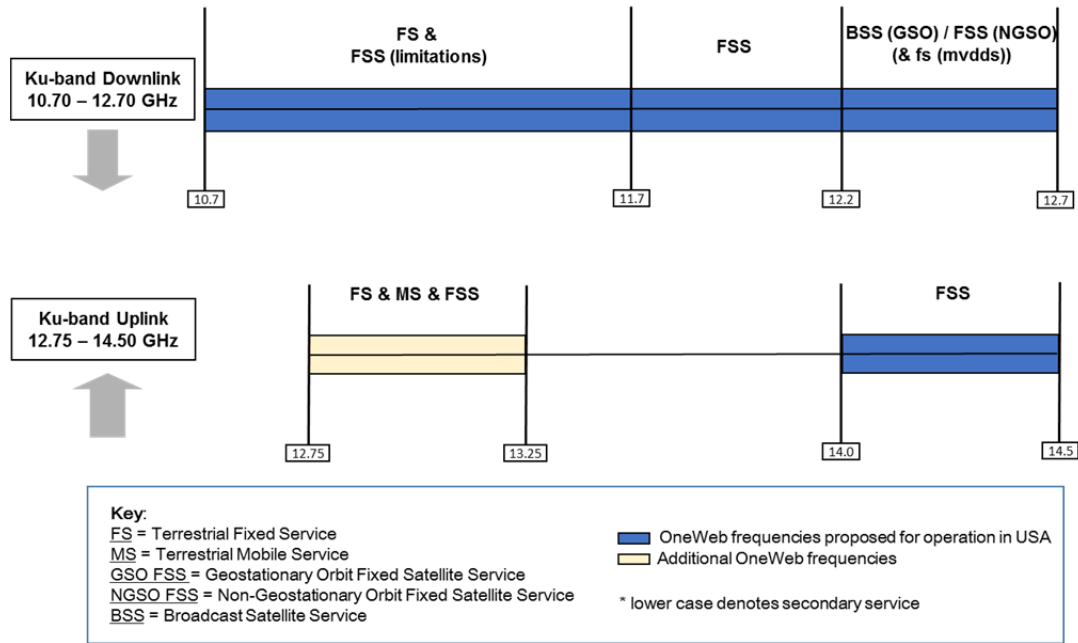 FS &
FSS (limitations)
FSS
BSS (GSO) / FSS (NGSO)
(& fs (mvdds))
Ku-band Downlink
10.70 – 12.70 GHz
10.7
11.7
12.2
12.7
FS & MS & FSS
FSS
Ku-band Uplink
12.75 – 14.50 GHz
12.75
13.25
14.0
14.5
Key:
FS = Terrestrial Fixed Service
MS = Terrestrial Mobile Service
GSO FSS = Geostationary Orbit Fixed Satellite Service
NGSO FSS = Non-Geostationary Orbit Fixed Satellite Service
BSS = Broadcast Satellite Service
OneWeb frequencies proposed for operation in USA
Additional OneWeb frequencies
* lower case denotes secondary service